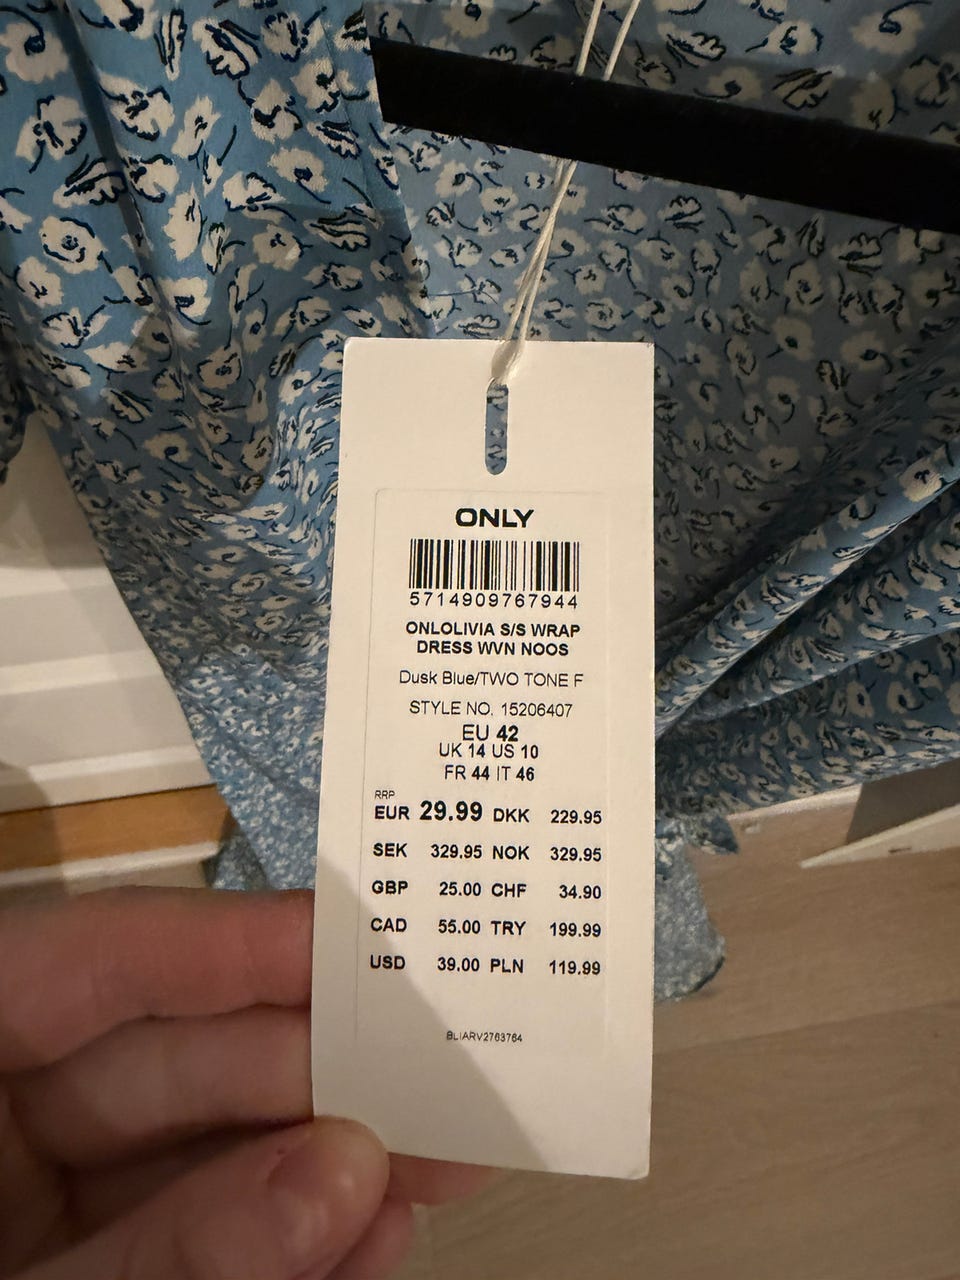 ONLY
5714909767944
ONLOLIVIA S/S WRAP
DRESS WVN NOOS
Dusk Blue/TWO TONE F
STYLE NO. 15206407
EU 42
UK 14 US 10
FR 44 IT 46
RRP
EUR 29.99 DKK 229.95
SEK 329.95 NOK 329.95
GBP 25.00 CHF 34.90
CAD 55.00 TRY 199.99
USD 39.00 PLN 119.99
BLIARV2763764